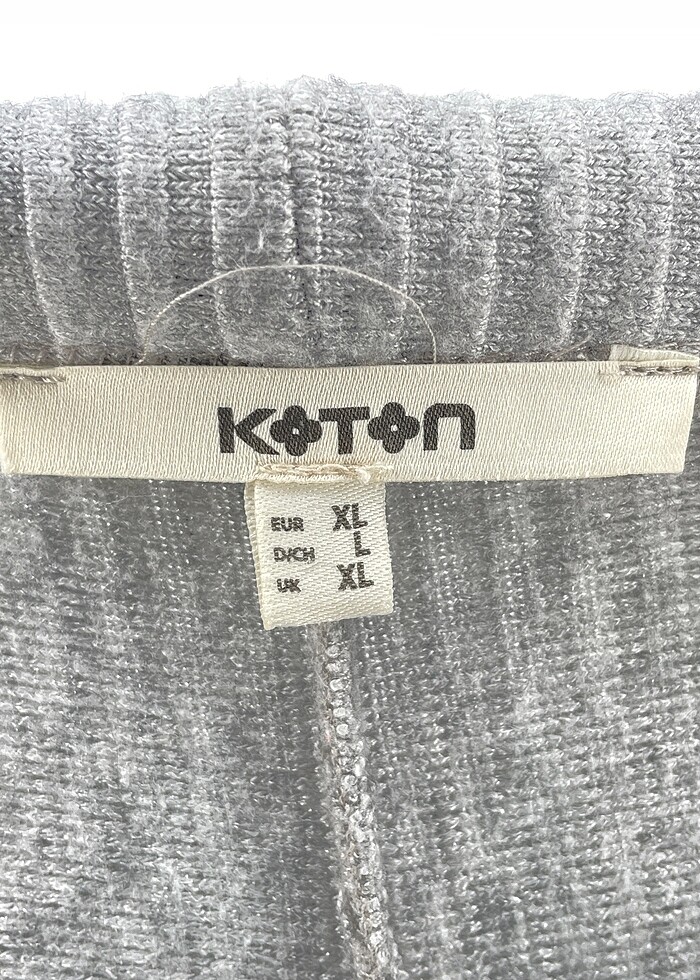 KOTON
EUR XL
D/CH L
UK XL